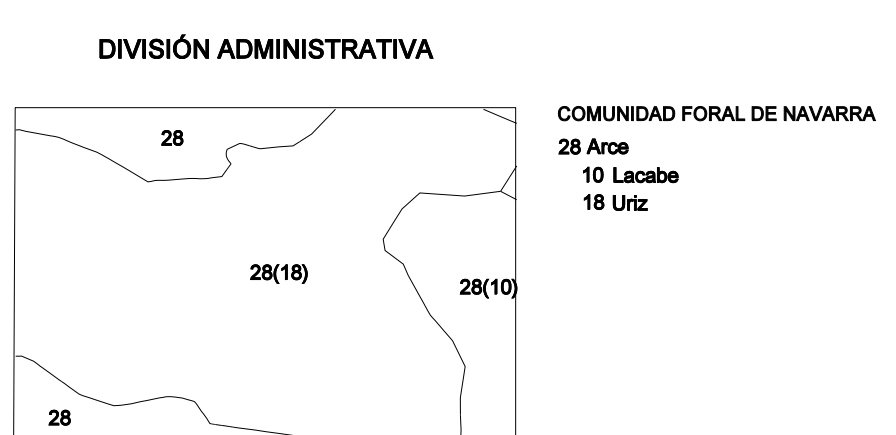 DIVISIÓN ADMINISTRATIVA
28
28(18)
28(10)
28
COMUNIDAD FORAL DE NAVARRA
28 Arce
10 Lacabe
18 Uriz